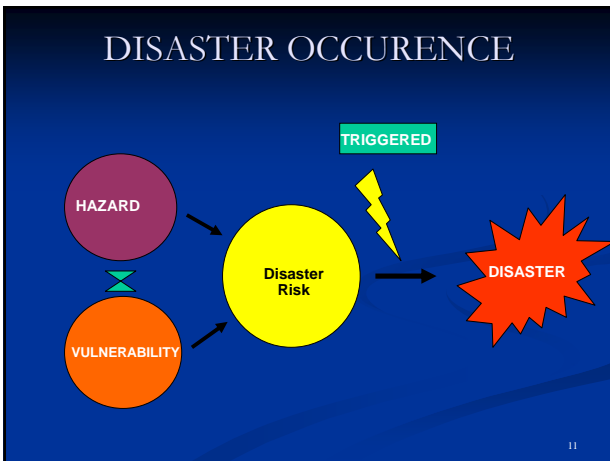 DISASTER OCCURENCE
TRIGGERED
HAZARD
Disaster
Risk
DISASTER
VULNERABILITY
11